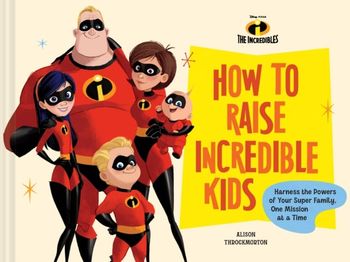 DISNEY · PIXAR
THE INCREDIBLES
HOW TO
RAISE
INCREDIBLE
KIDS
Harness the Powers
of Your Super Family,
One Mission
at a Time
ALISON
THROCKMORTON